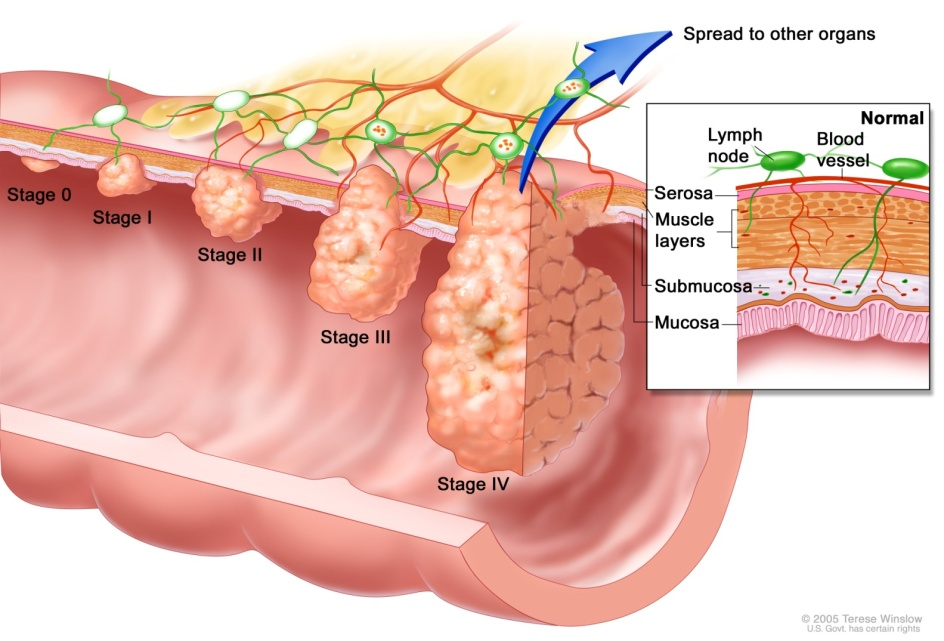 Spread to other organs
Normal
Lymph
node
Blood
vessel
Serosa
Muscle
layers
Submucosa
Mucosa
Stage 0
Stage I
Stage II
Stage III
Stage IV
© 2005 Terese Winslow
U.S. Govt. has certain rights